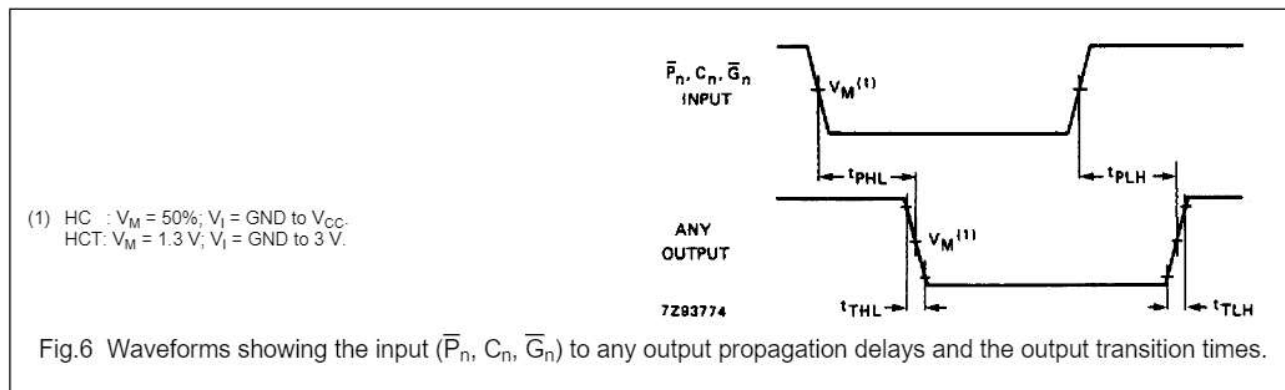 P̅n, Cn, G̅n
INPUT
VM(1)
tPHL
tPLH
(1) HC : VM = 50%; VI = GND to VCC.
HCT: VM = 1.3 V; VI = GND to 3 V.
ANY
OUTPUT
VM(1)
7Z93774
tTHL
tTLH
Fig.6 Waveforms showing the input (P̅n, Cn, G̅n) to any output propagation delays and the output transition times.